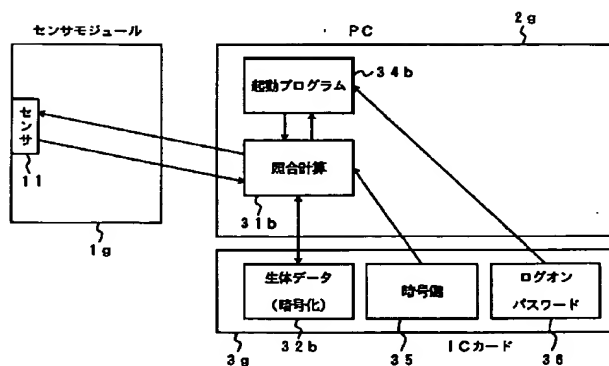 センサモジュール
PC
2g
起動プログラム
34b
センサ
11
照合計算
31b
1g
生体データ
(暗号化)
32b
暗号鍵
35
ログオン
パスワード
36
3g
ICカード